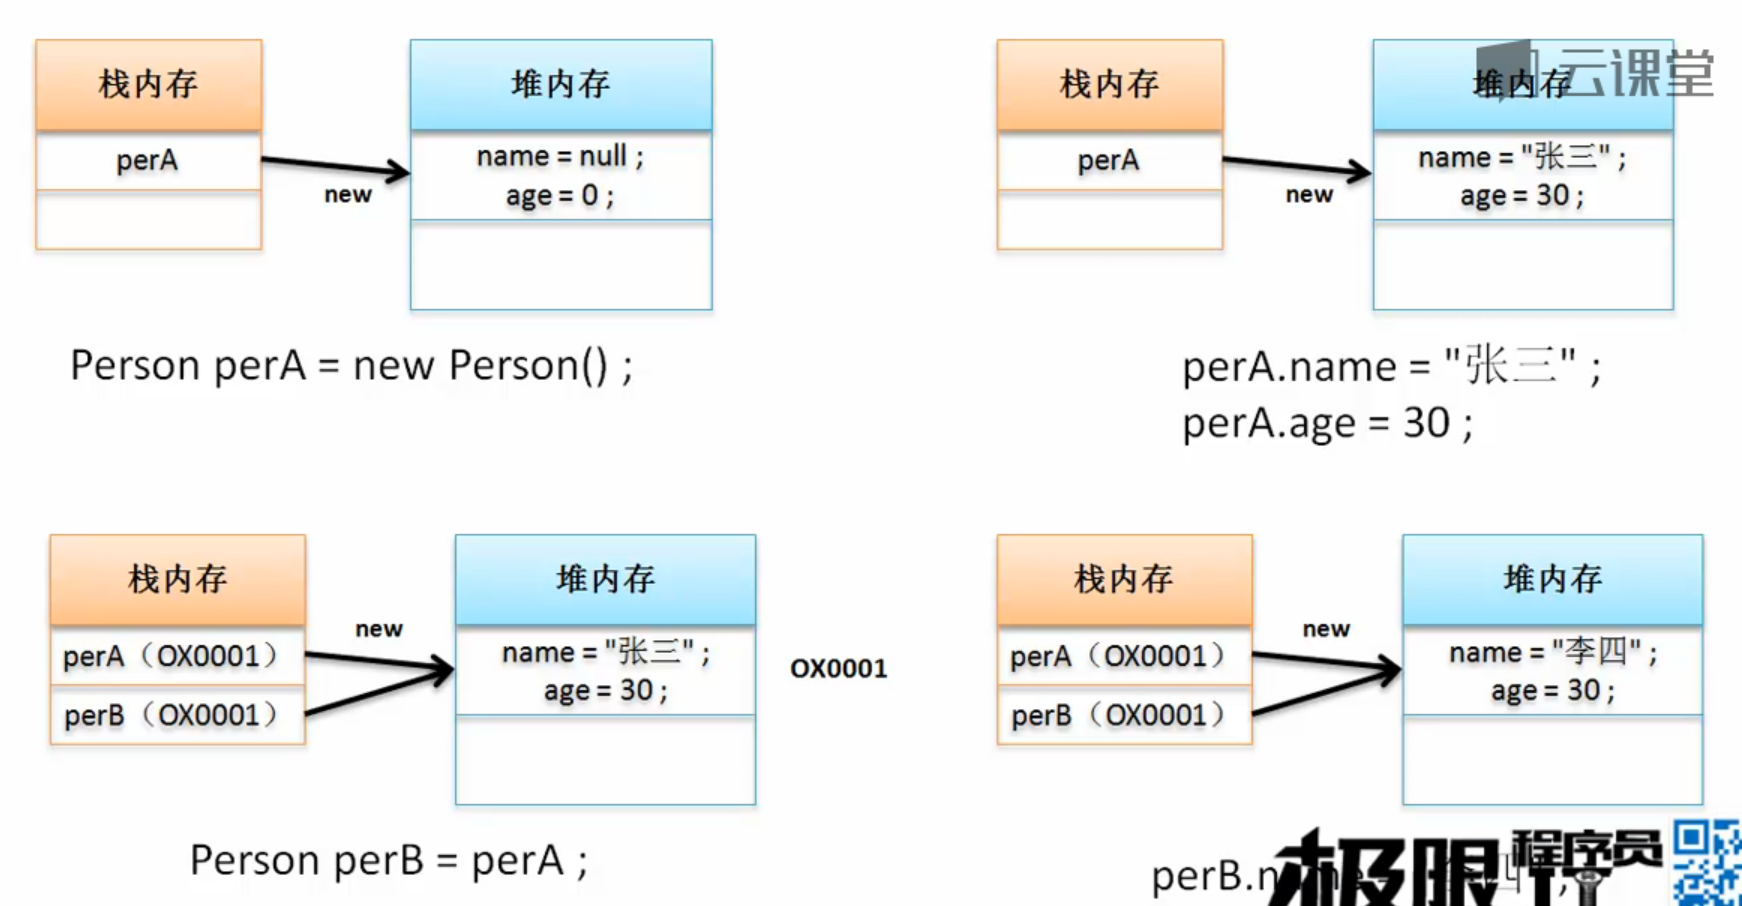 栈内存
堆内存
perA
new
name = null ;
age = 0 ;
Person perA = new Person() ;
栈内存
堆内存
云课堂
perA
new
name = "张三" ;
age = 30 ;
perA.name = "张三" ;
perA.age = 30 ;
栈内存
堆内存
perA（OX0001）
perB（OX0001）
new
name = "张三" ;
age = 30 ;
OX0001
Person perB = perA ;
栈内存
堆内存
perA（OX0001）
perB（OX0001）
new
name = "李四" ;
age = 30 ;
极限IT
程序员